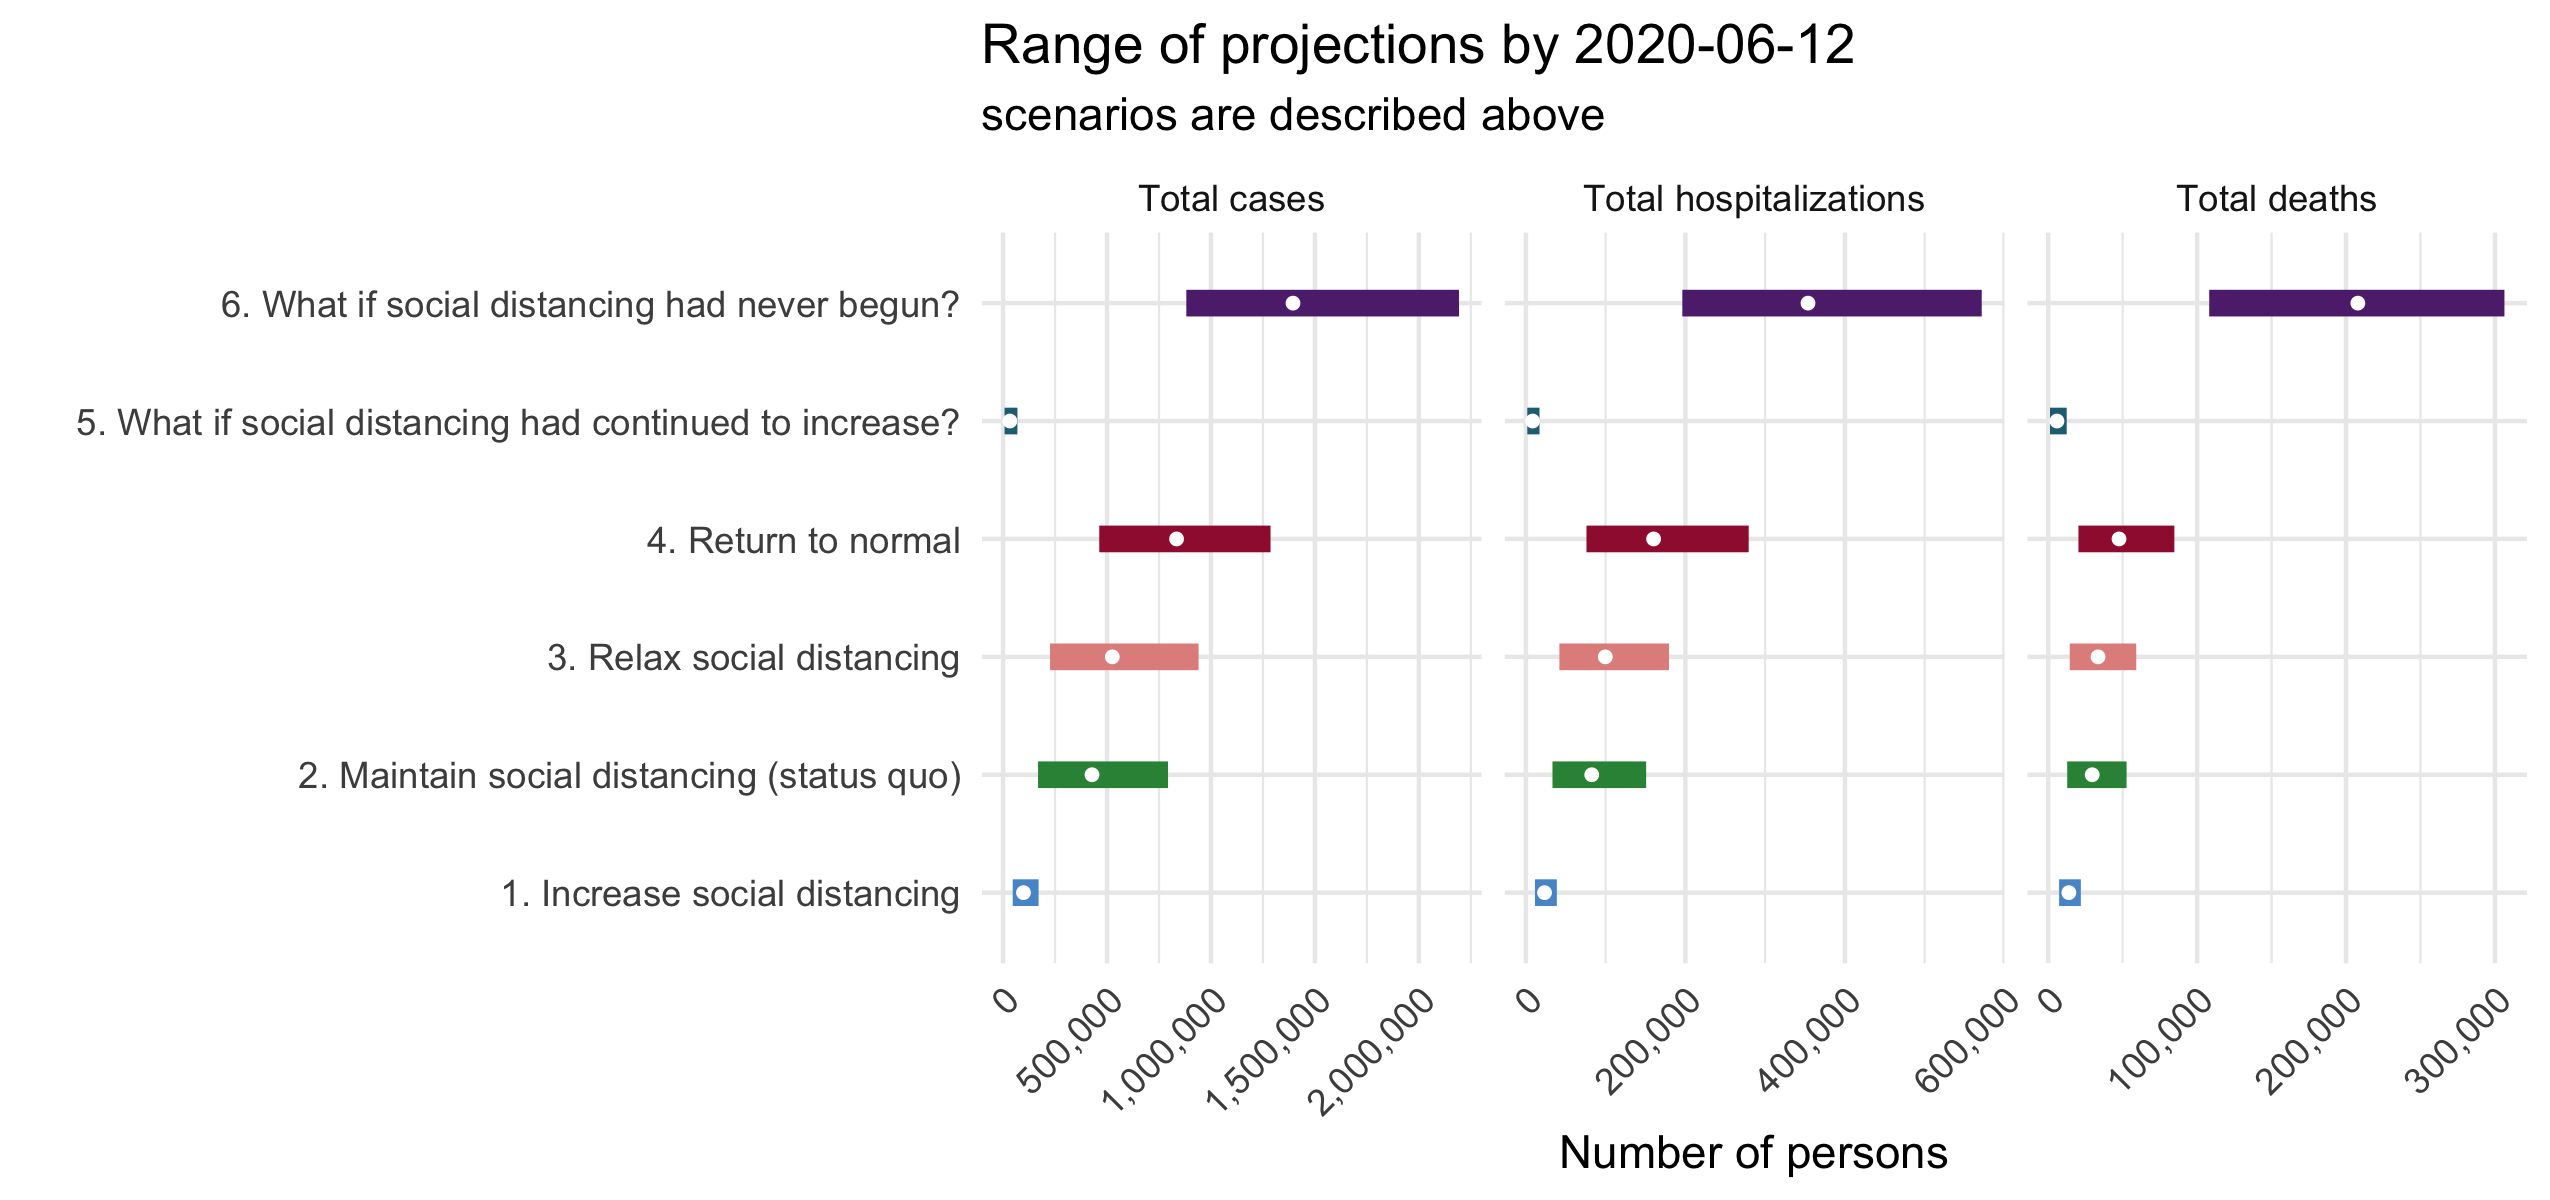 Range of projections by 2020-06-12
scenarios are described above
Total cases
Total hospitalizations
Total deaths
6. What if social distancing had never begun?
5. What if social distancing had continued to increase?
4. Return to normal
3. Relax social distancing
2. Maintain social distancing (status quo)
1. Increase social distancing
0
500,000
1,000,000
1,500,000
2,000,000
0
200,000
400,000
600,000
0
100,000
200,000
300,000
Number of persons